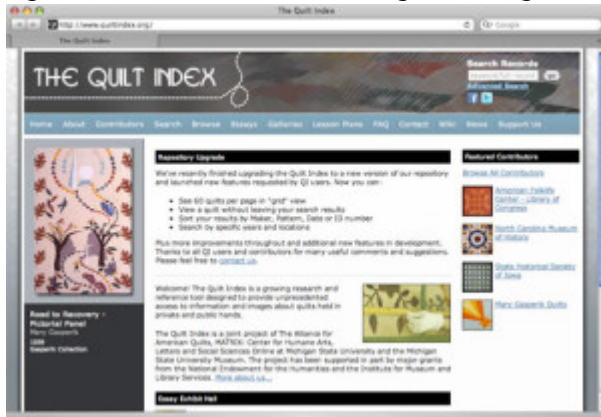 The Quilt Index
http://www.quiltindex.org/
Google
The Quilt Index
THE QUILT INDEX
Search Records
Advanced Search
Home About Contributors Search Browse Essays Galleries Lesson Plans FAQ Contact Wiki News Support Us
Road to Recovery -
Pictorial Panel
Mary Gasperik
Gasperik Collection
Repository Upgrade
We've recently finished upgrading the Quilt Index to a new version of our repository
and launched new features requested by QI users. Now you can:
• See 60 quilts per page in "grid" view
• View a quilt without leaving your search results
• Sort your results by Maker, Pattern, Date or ID number
• Search by specific years and locations
Plus more improvements throughout and additional new features in development.
Thanks to all QI users and contributors for many useful comments and suggestions.
Please feel free to contact us.
Welcome! The Quilt Index is a growing research and
reference tool designed to provide unprecedented
access to information and images about quilts held in
private and public hands.
The Quilt Index is a joint project of The Alliance for
American Quilts, MATRIX: Center for Humane Arts,
Letters and Social Sciences Online at Michigan State University and the Michigan
State University Museum. The project has been supported in part by major grants
from the National Endowment for the Humanities and the Institute for Museum and
Library Services. More about us...
Essay Exhibit Hall
Featured Contributors
Browse All Contributors
American Folklife
Center - Library of
Congress
North Carolina Museum
of History
State Historical Society
of Iowa
Mary Gasperik Quilts